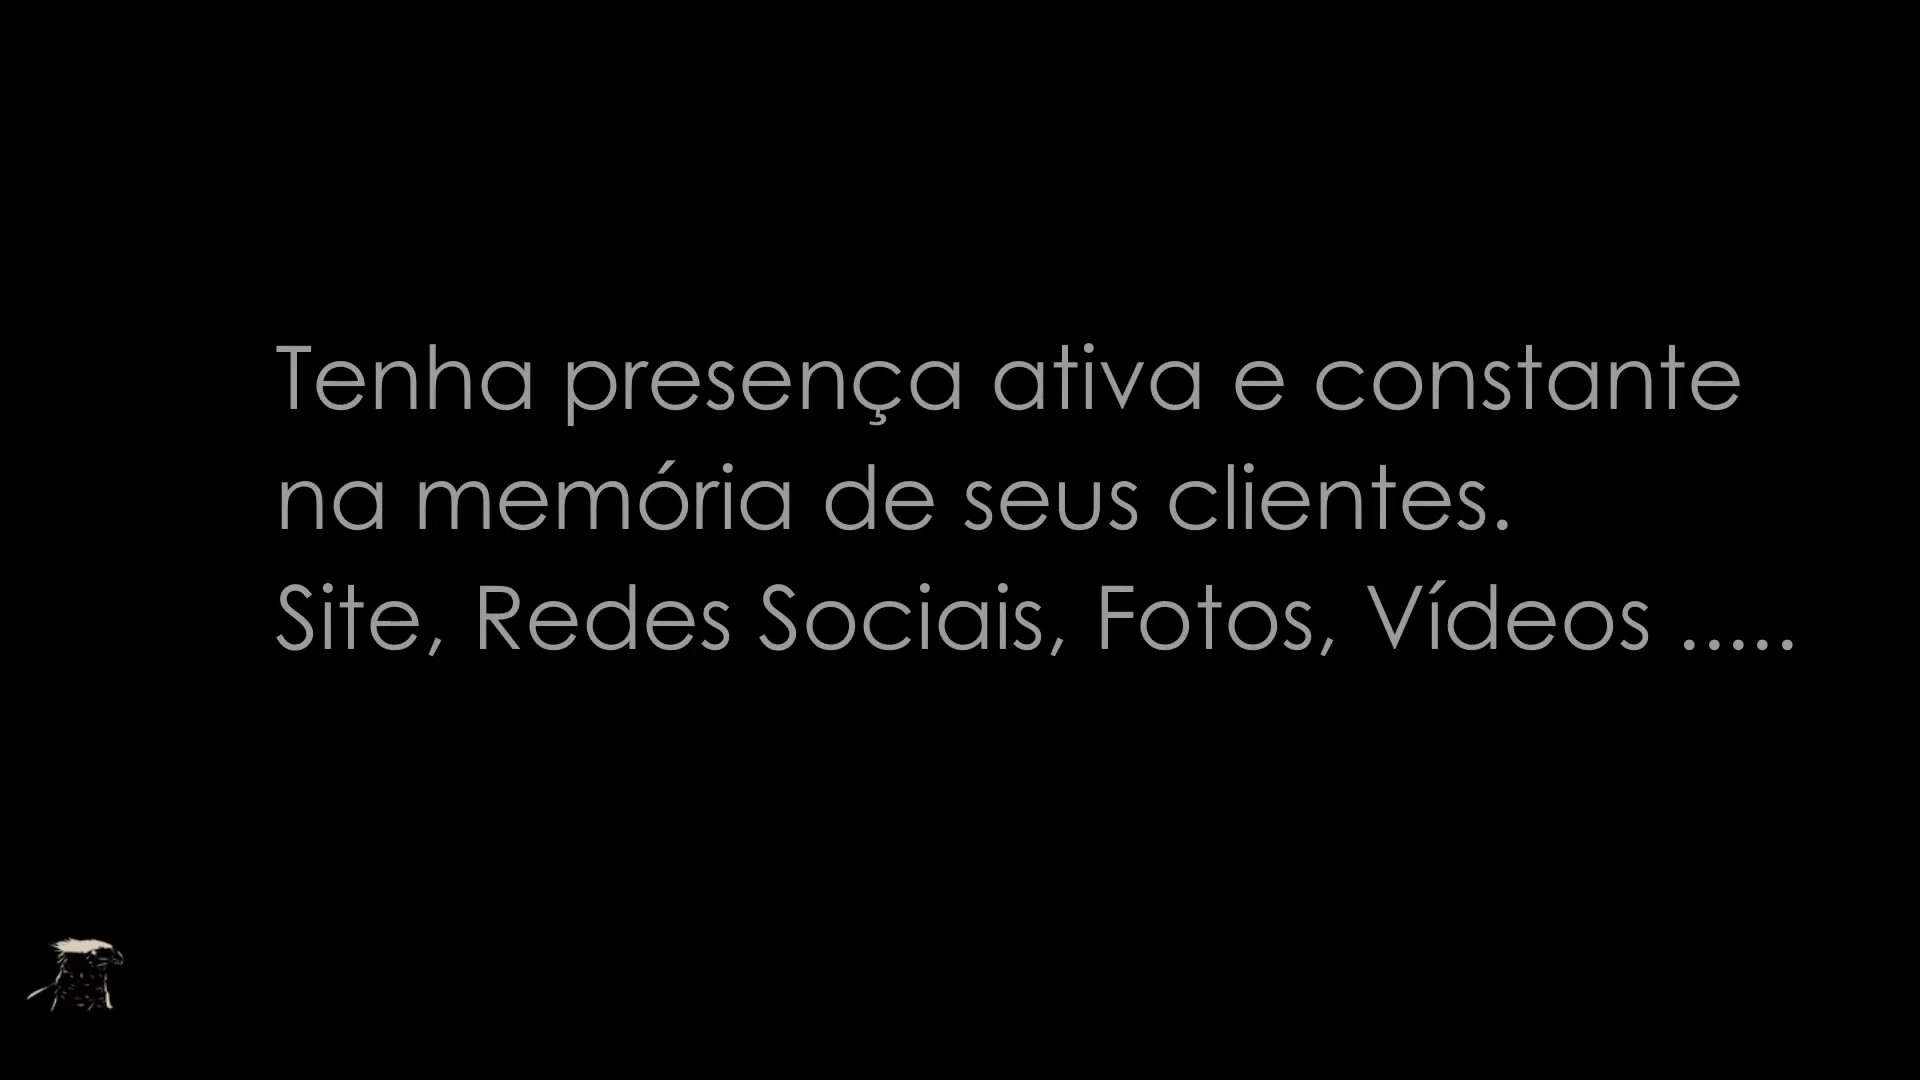 Tenha presença ativa e constante
na memória de seus clientes.
Site, Redes Sociais, Fotos, Vídeos .....